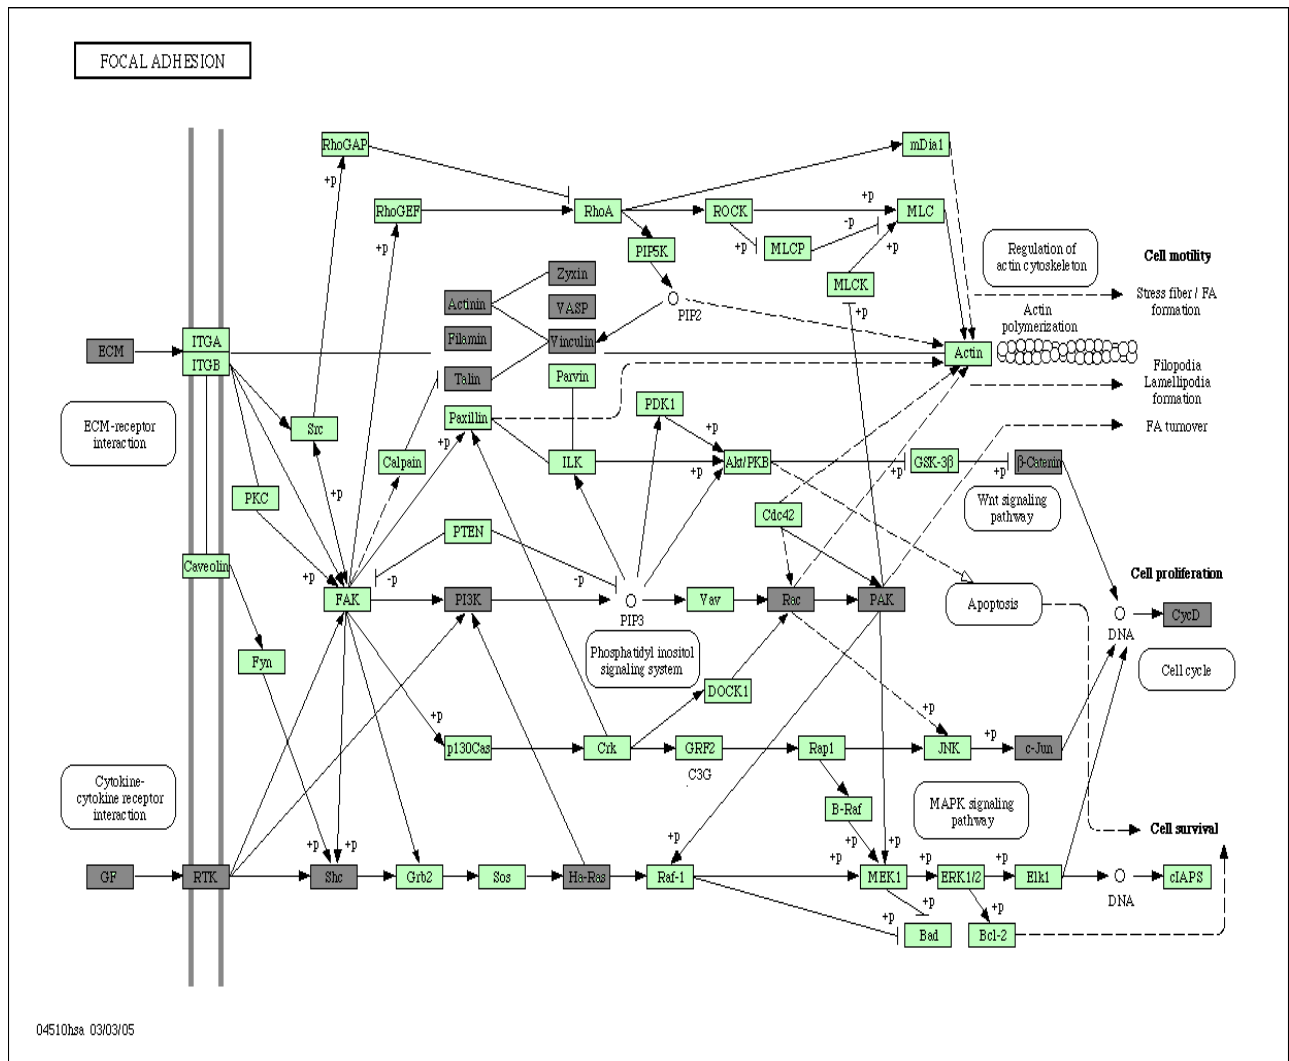 FOCAL ADHESION
RhoGAP
mDia1
+p
RhoGEF
RhoA
ROCK
+p
MLC
+p
PIP5K
+p
MLCP
-p
+p
Regulation of
actin cytoskeleton
Cell motility
Zyxin
MLCK
Actinin
VASP
PIP2
+p
Stress fiber / FA
formation
Actin
polymerization
Filamin
Vinculin
ECM
ITGA
ITGB
Actin
Talin
Parvin
Filopodia
Lamellipodia
formation
ECM-receptor
interaction
Src
Paxillin
PDK1
+p
FA turnover
+p
Calpain
ILK
+p
Akt/PKB
GSK-3β
+p
+p
β-Catenin
PKC
+p
Cdc42
Wnt signaling
pathway
PTEN
Caveolin
+p
-p
-p
Cell proliferation
FAK
PI3K
PIP3
Vav
Rac
PAK
Apoptosis
DNA
CycD
Fyn
Phosphatidyl inositol
signaling system
Cell cycle
DOCK1
+p
+p
p130Cas
Crk
GRF2
C3G
Rap1
JNK
+p
c-Jun
Cytokine-
cytokine receptor
interaction
B-Raf
MAPK signaling
pathway
Cell survival
+p
+p
+p
+p
+p
+p
+p
GF
RTK
Shc
Grb2
Sos
Ha-Ras
Raf-1
MEK1
ERK1/2
Elk1
DNA
cIAPS
+p
+p
+p
Bad
Bcl-2
04510hsa 03/03/05